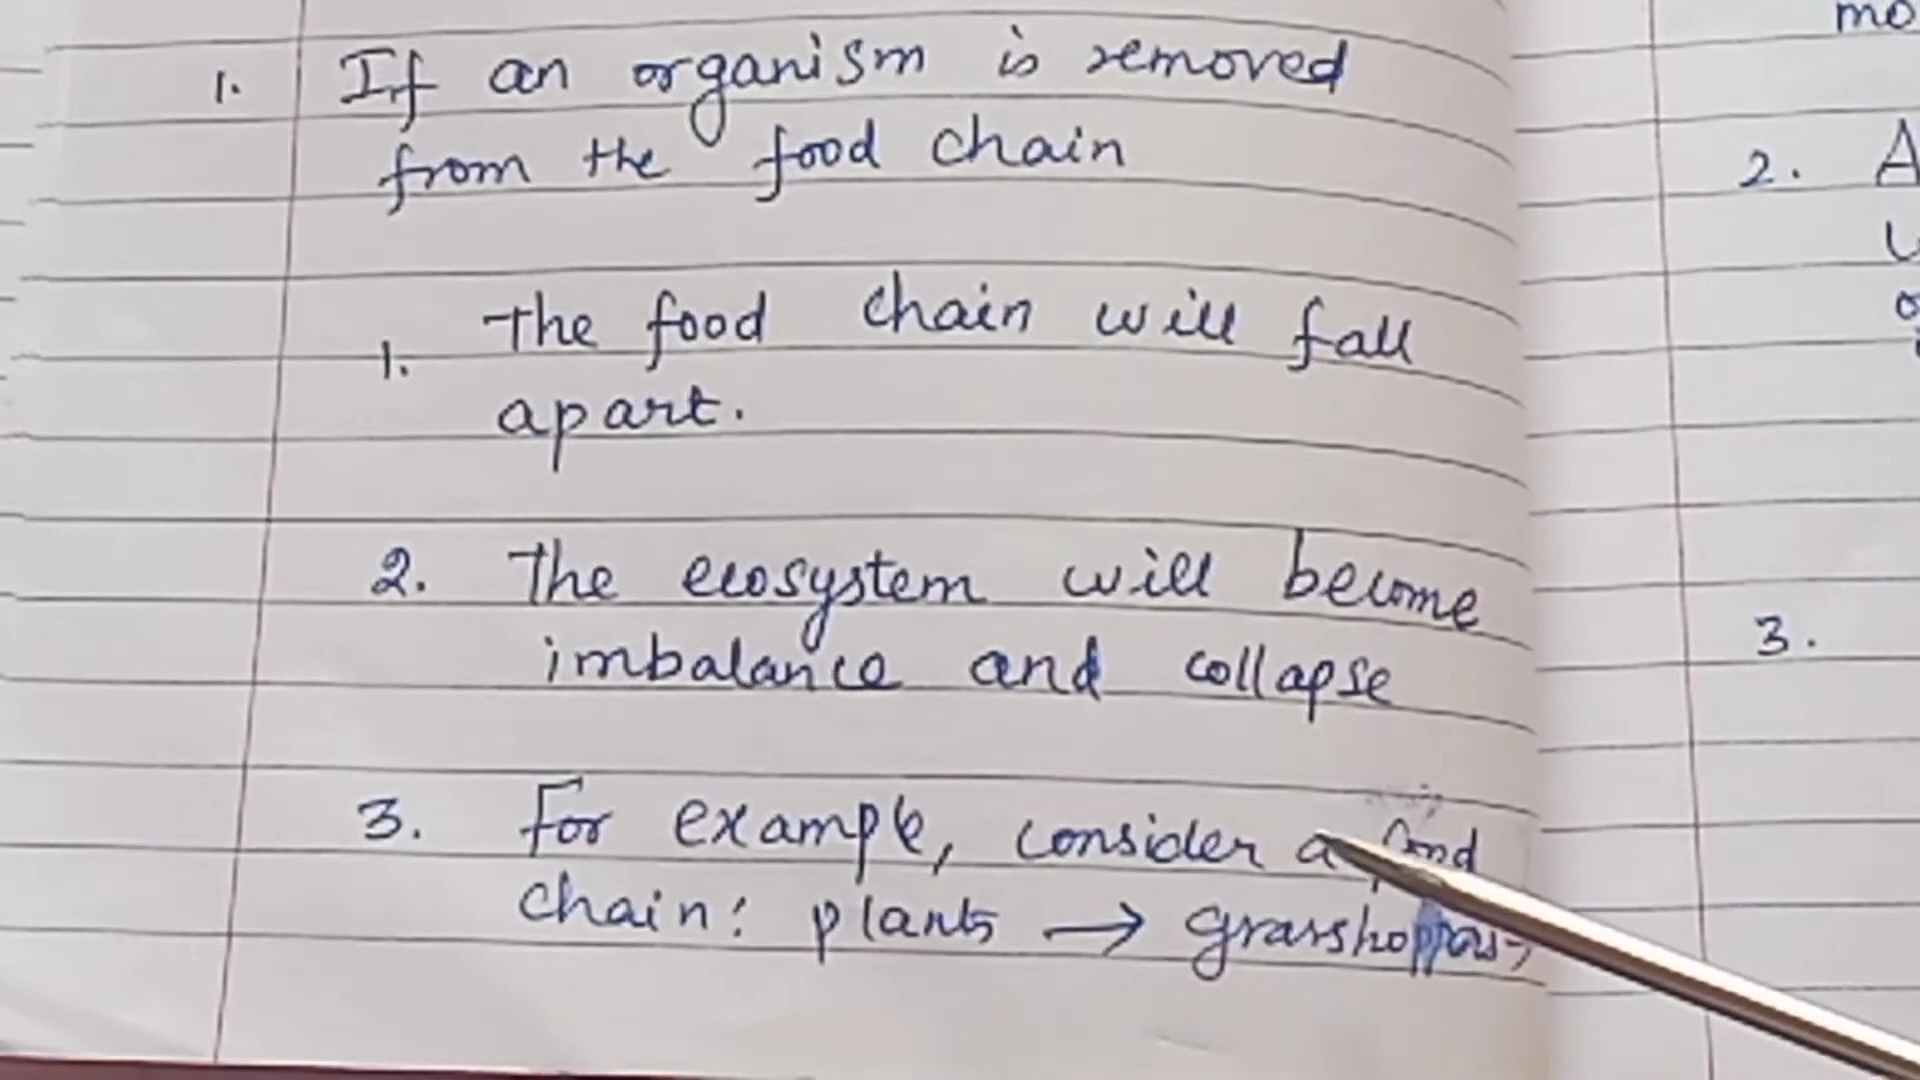 1. If an organism is removed
from the food chain
1. The food chain will fall
apart.
2. The ecosystem will become
imbalance and collapse
3. For example, consider a food
chain: plants → grasshoppers →
mo
2. A
3.